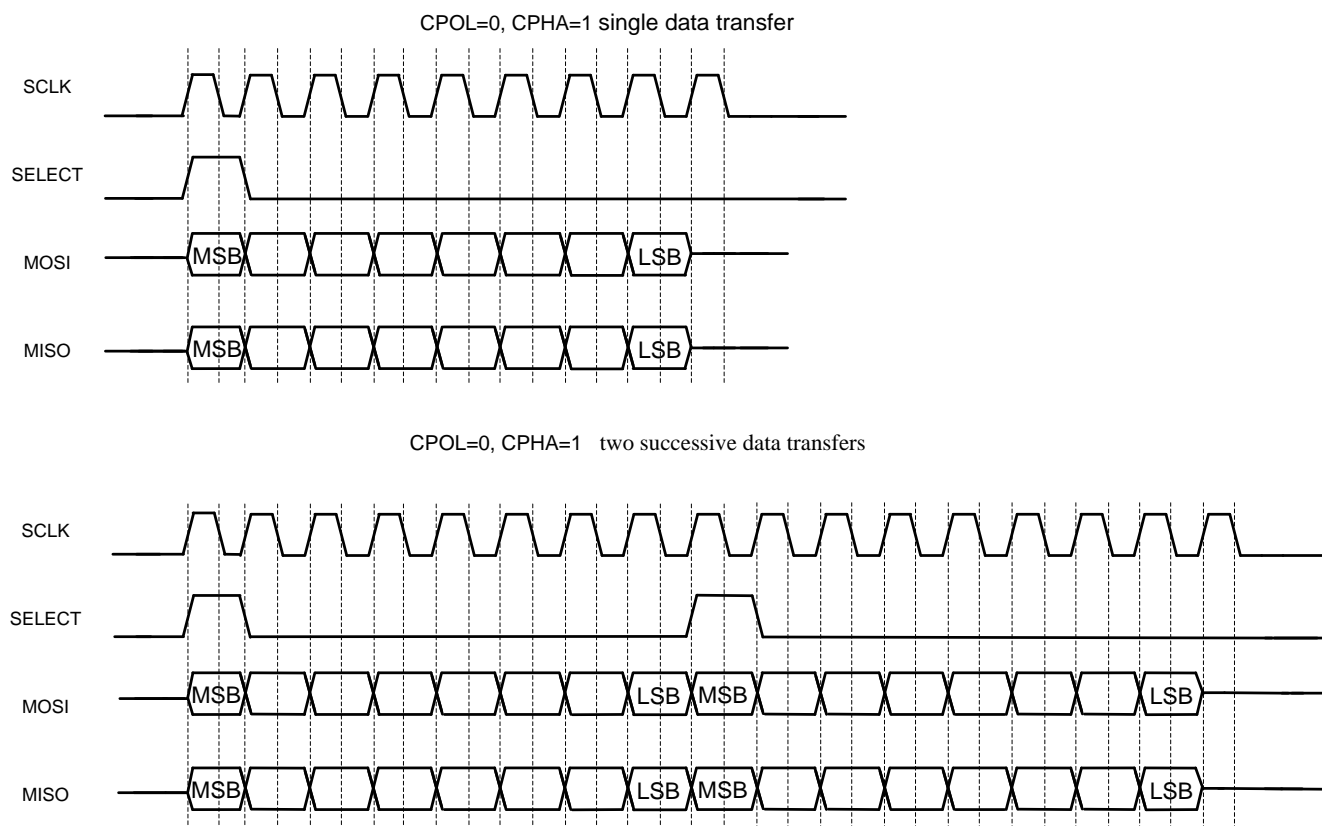 CPOL=0, CPHA=1 single data transfer
SCLK
SELECT
MOSI MSB LSB
MISO MSB LSB
CPOL=0, CPHA=1 two successive data transfers
SCLK
SELECT
MOSI MSB LSB MSB LSB
MISO MSB LSB MSB LSB